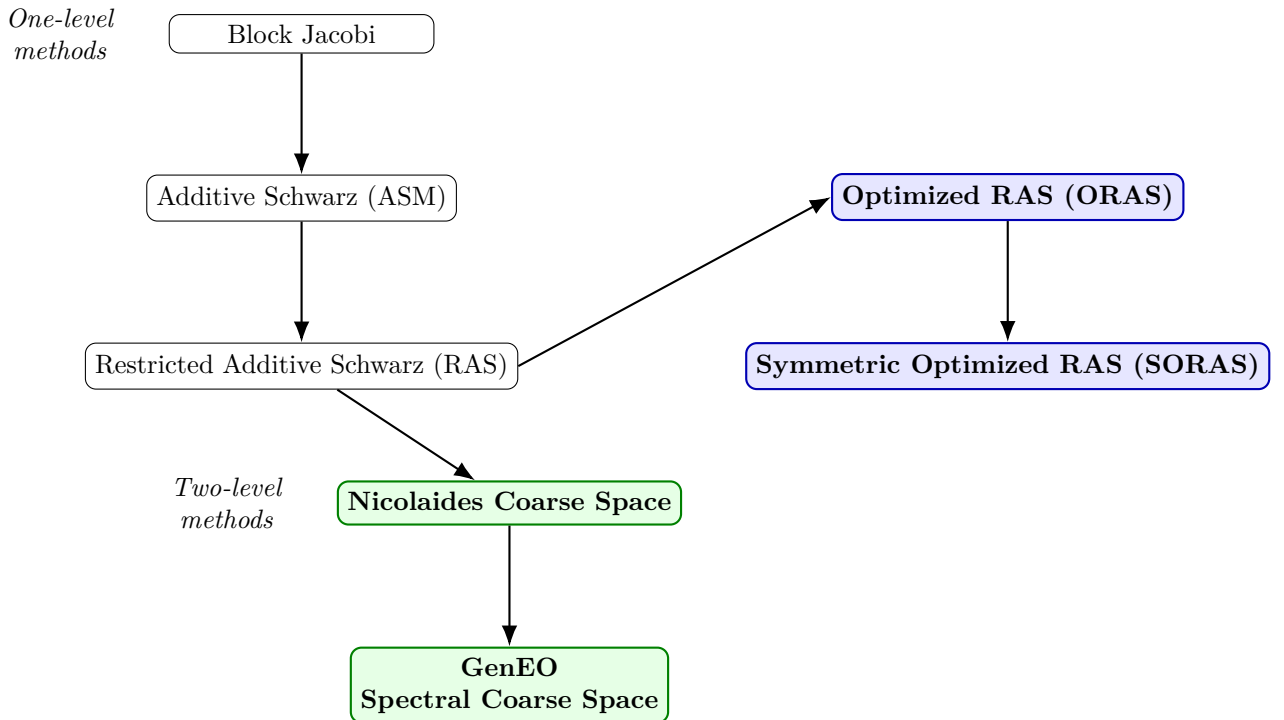 One-level
methods
Block Jacobi
Additive Schwarz (ASM)
Optimized RAS (ORAS)
Restricted Additive Schwarz (RAS)
Symmetric Optimized RAS (SORAS)
Two-level
methods
Nicolaides Coarse Space
GenEO
Spectral Coarse Space